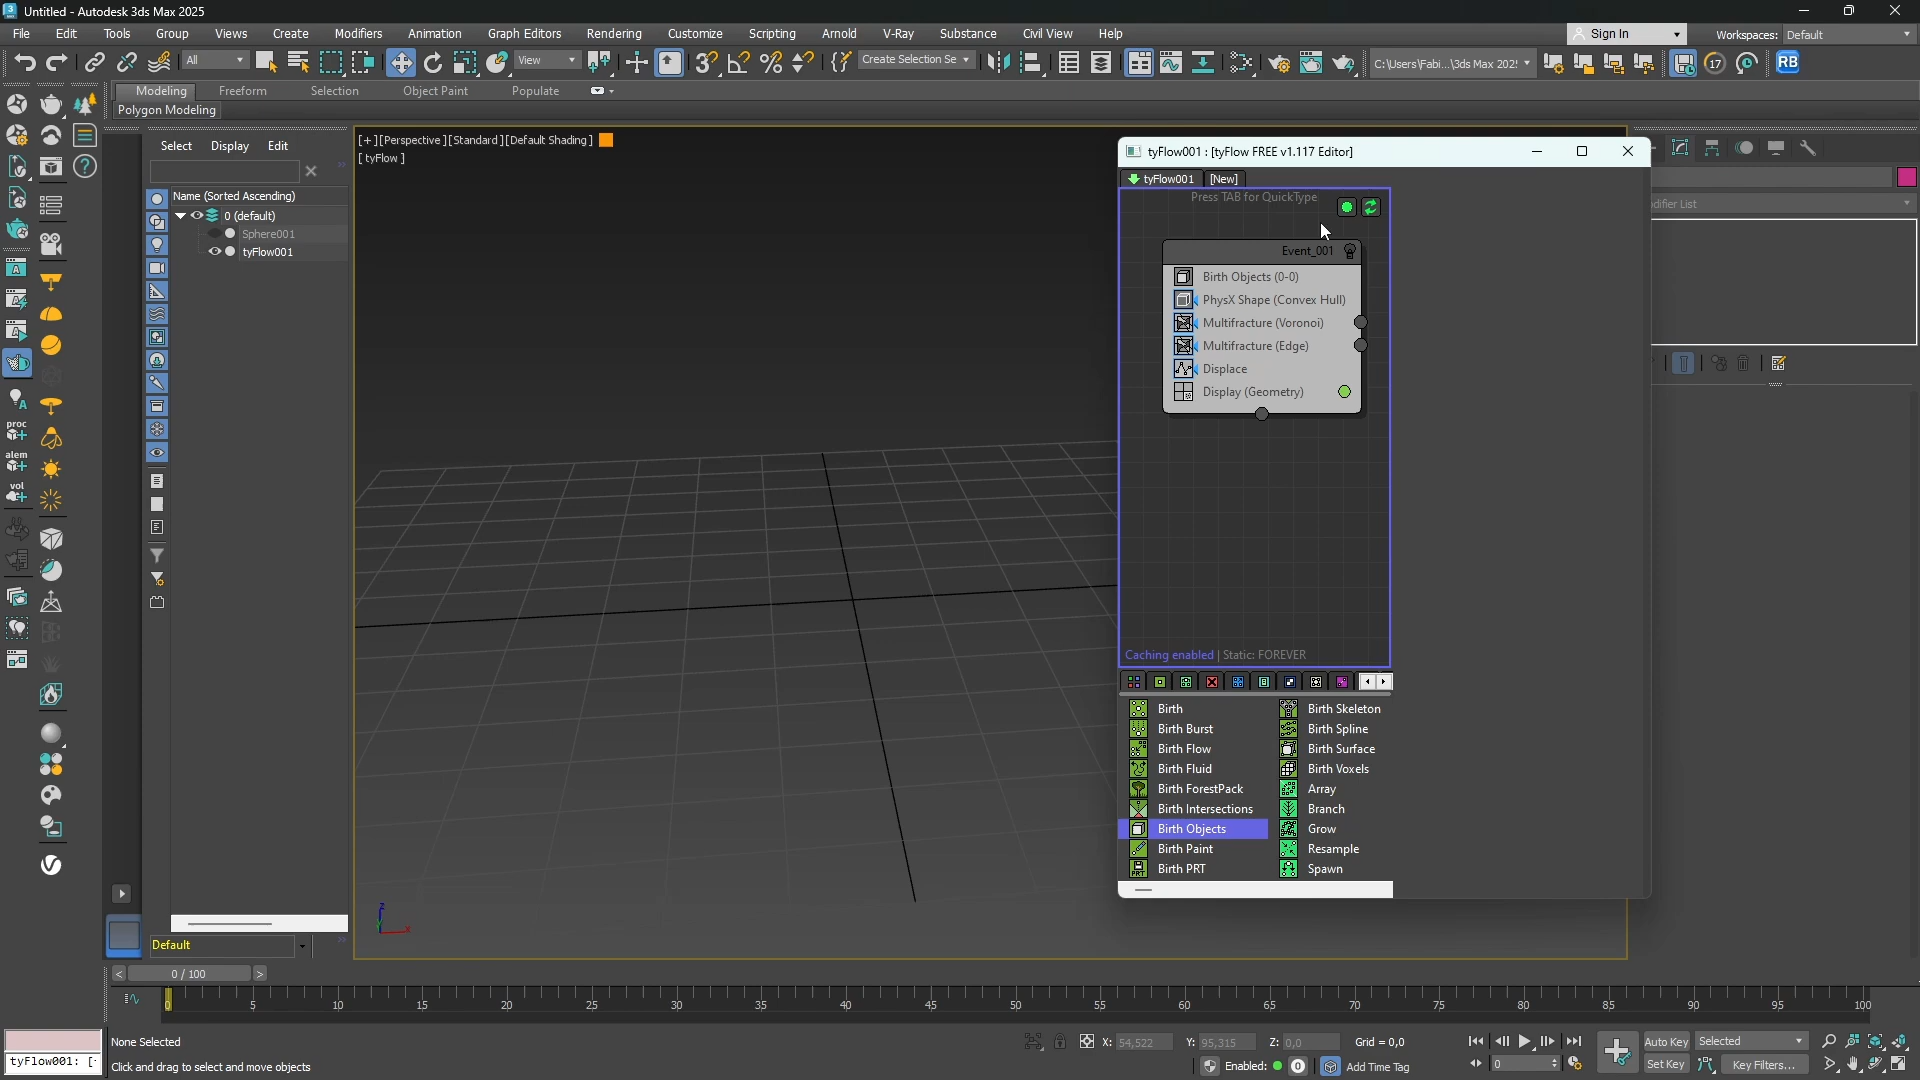 Untitled - Autodesk 3ds Max 2025
File Edit Tools Group Views Create Modifiers Animation Graph Editors Rendering Customize Scripting Arnold V-Ray Substance Civil View Help
Sign In Workspaces: Default
All View Create Selection Se C:\Users\Fabi...\3ds Max 202! 17 RB
Modeling Freeform Selection Object Paint Populate
Polygon Modeling
Select Display Edit
Name (Sorted Ascending)
0 (default)
Sphere001
tyFlow001
proc
alem
vol
Default
[+][Perspective][Standard][Default Shading]
[ tyFlow ]
z
x
tyFlow001 : [tyFlow FREE v1.117 Editor]
tyFlow001 [New]
Press TAB for QuickType
Event_001
Birth Objects (0-0)
PhysX Shape (Convex Hull)
Multifracture (Voronoi)
Multifracture (Edge)
Displace
Display (Geometry)
Caching enabled | Static: FOREVER
Birth Birth Skeleton
Birth Burst Birth Spline
Birth Flow Birth Surface
Birth Fluid Birth Voxels
Birth ForestPack Array
Birth Intersections Branch
Birth Objects Grow
Birth Paint Resample
Birth PRT Spawn
difier List
< 0 / 100 >
0 5 10 15 20 25 30 35 40 45 50 55 60 65 70 75 80 85 90 95 100
None Selected X: 54,522 Y: 95,315 Z: 0,0 Grid = 0,0 Auto Key Selected
tyFlow001: [ Click and drag to select and move objects Enabled: 0 Add Time Tag 0 Set Key Key Filters...